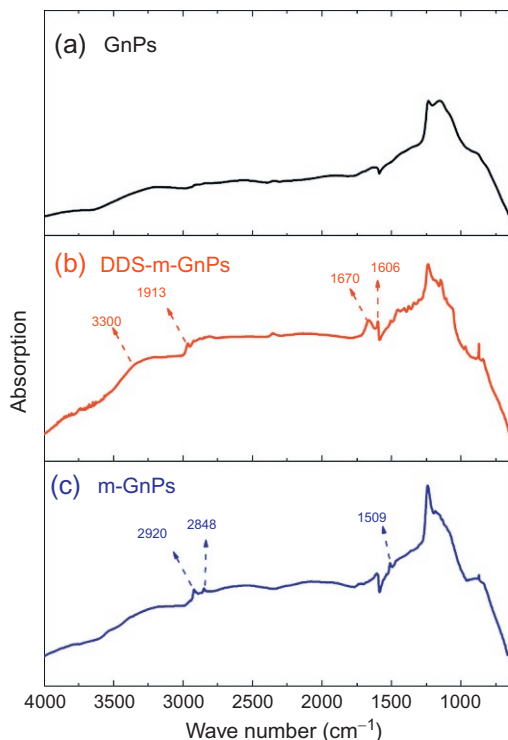 (a) GnPs
(b) DDS-m-GnPs
1913
3300
1670
1606
(c) m-GnPs
2920
2848
1509
Absorption
4000 3500 3000 2500 2000 1500 1000
Wave number (cm⁻¹)